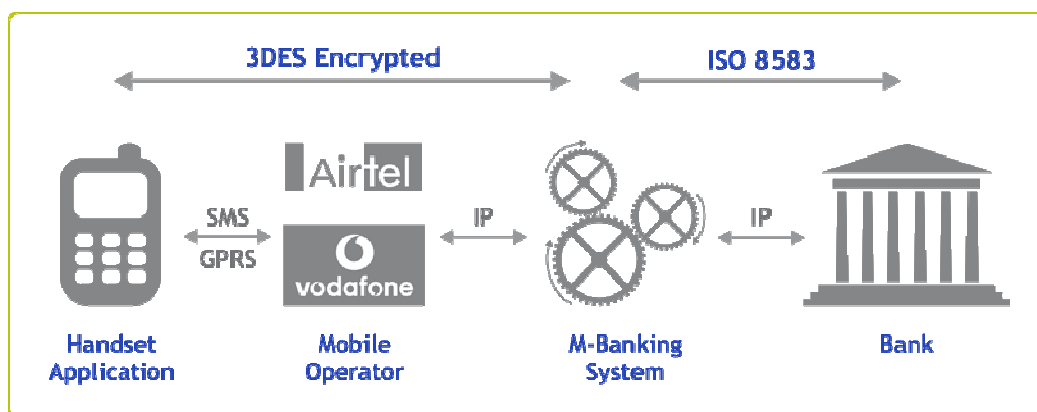 3DES Encrypted
ISO 8583
Airtel
SMS
GPRS
vodafone
IP
IP
Handset
Application
Mobile
Operator
M-Banking
System
Bank